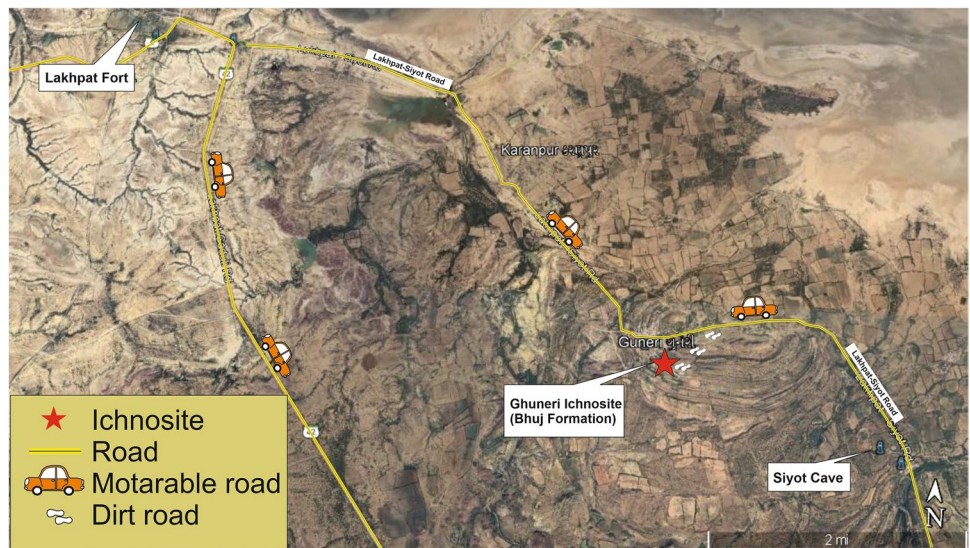 Lakhpat Fort
Lakhpat-Siyot Road
Karanpur
Guneri
Ghuneri Ichnosite
(Bhuj Formation)
Lakhpat-Siyot Road
Siyot Cave
N
2 mi
Ichnosite
Road
Motarable road
Dirt road